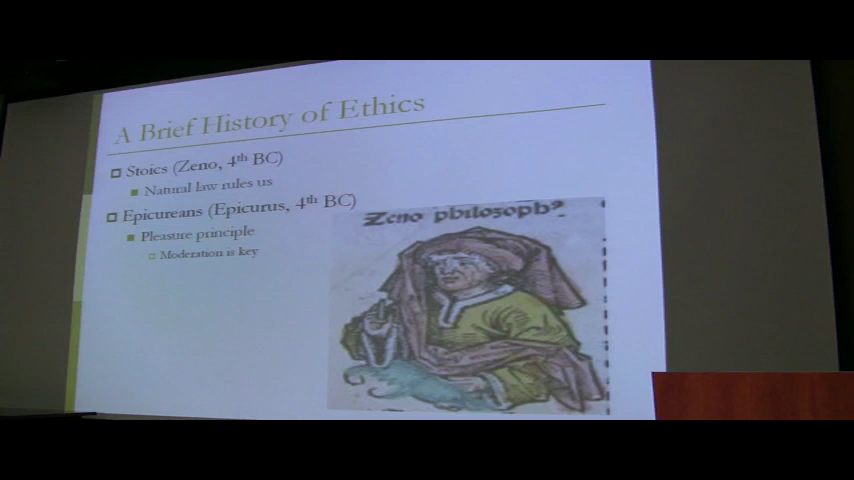 A Brief History of Ethics
Stoics (Zeno, 4th BC)
Natural law rules us
Epicureans (Epicurus, 4th BC)
Pleasure principle
Moderation is key
Zeno philosoph9